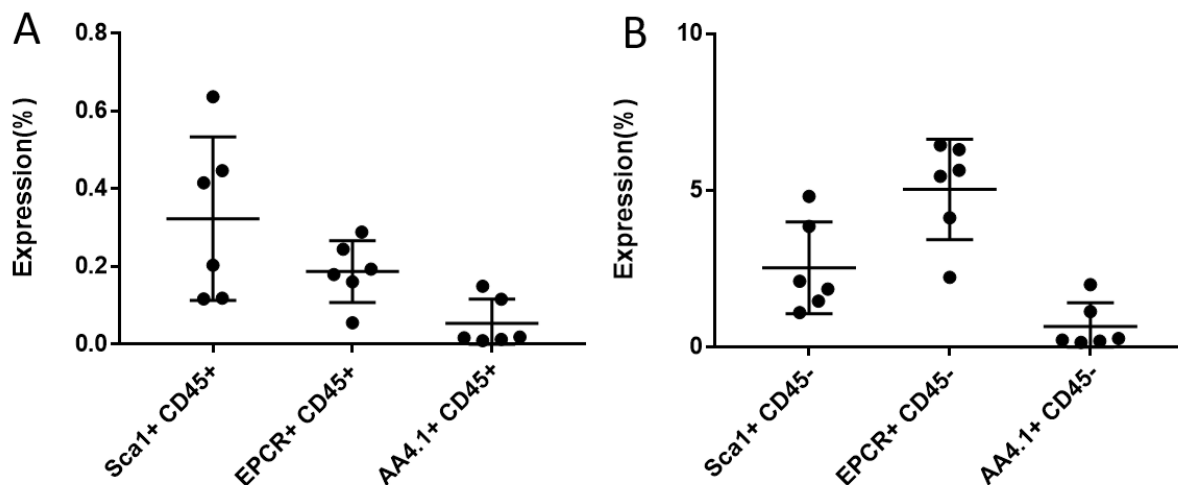 A
Expression(%)
0.8
0.6
0.4
0.2
0.0
Sca1+ CD45+
EPCR+ CD45+
AA4.1+ CD45+
B
Expression(%)
10
5
0
Sca1+ CD45-
EPCR+ CD45-
AA4.1+ CD45-